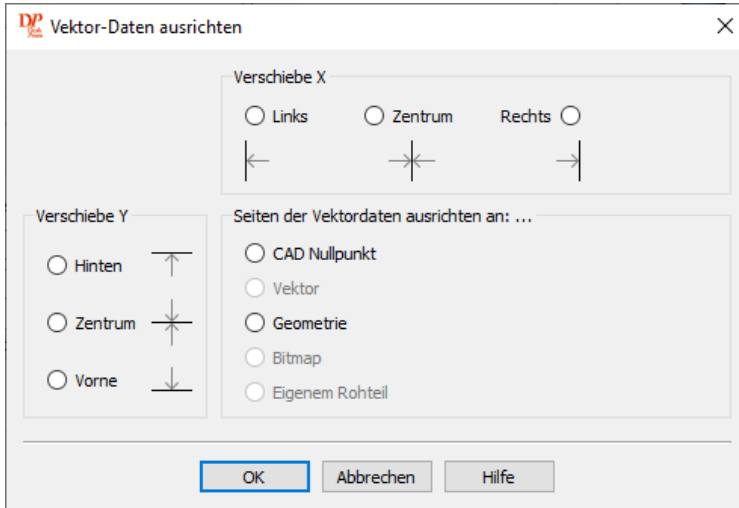 DP Vektor-Daten ausrichten
Verschiebe X
Links Zentrum Rechts
Verschiebe Y
Hinten
Zentrum
Vorne
Seiten der Vektordaten ausrichten an: ...
CAD Nullpunkt
Vektor
Geometrie
Bitmap
Eigenem Rohteil
OK Abbrechen Hilfe